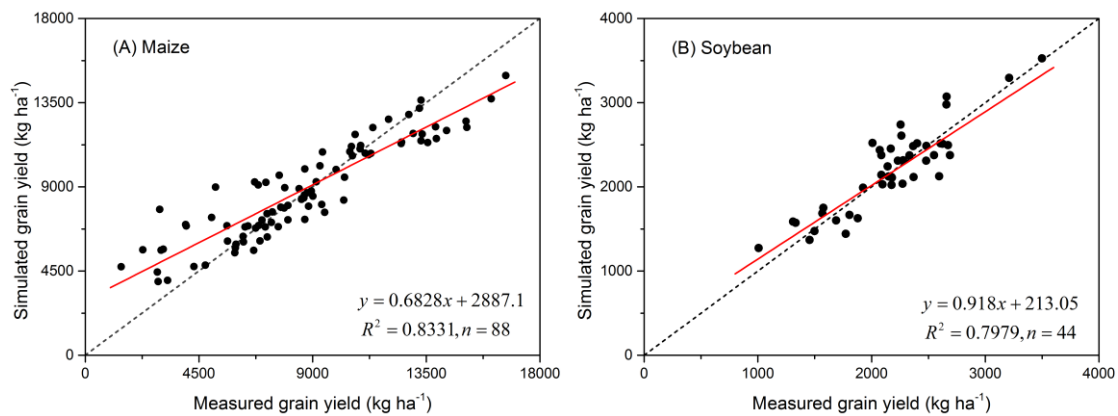 (A) Maize
18000
13500
9000
4500
0
Simulated grain yield (kg ha⁻¹)
y = 0.6828x + 2887.1
R² = 0.8331, n = 88
0 4500 9000 13500 18000
Measured grain yield (kg ha⁻¹)
(B) Soybean
4000
3000
2000
1000
0
Simulated grain yield (kg ha⁻¹)
y = 0.918x + 213.05
R² = 0.7979, n = 44
0 1000 2000 3000 4000
Measured grain yield (kg ha⁻¹)